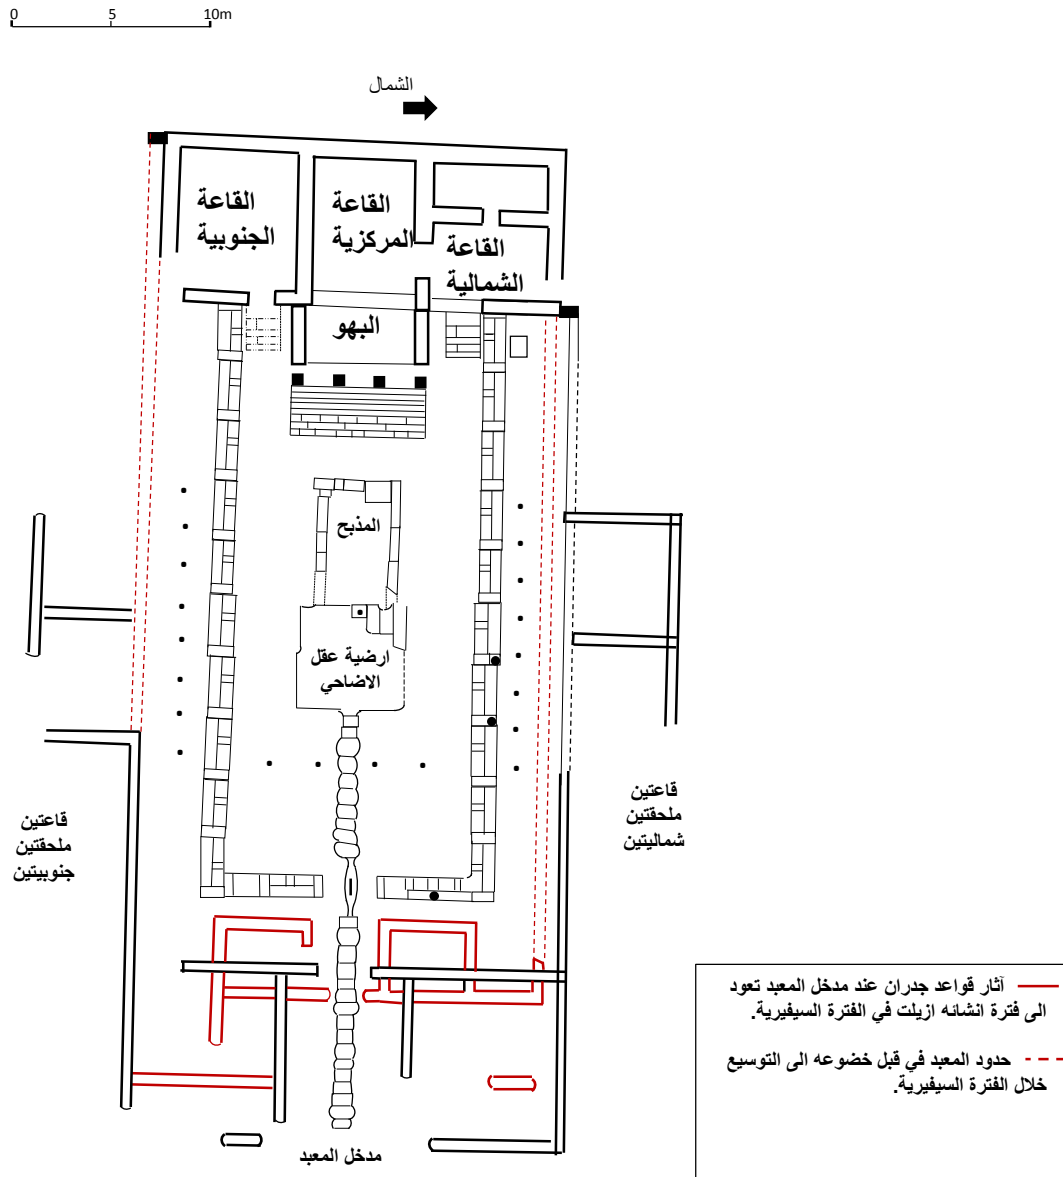 0 5 10m
الشمال
القاعة
الجنوبية
القاعة
المركزية
القاعة
الشمالية
البهو
المذبح
ارضية عقل
الاضاحي
قاعتين
ملحقتين
شماليتين
قاعتين
ملحقتين
جنوبيتين
مدخل المعبد
آثار قواعد جدران عند مدخل المعبد تعود
الى فترة انشائه ازيلت في الفترة السيفيرية.
حدود المعبد في قبل خضوعه الى التوسيع
خلال الفترة السيفيرية.